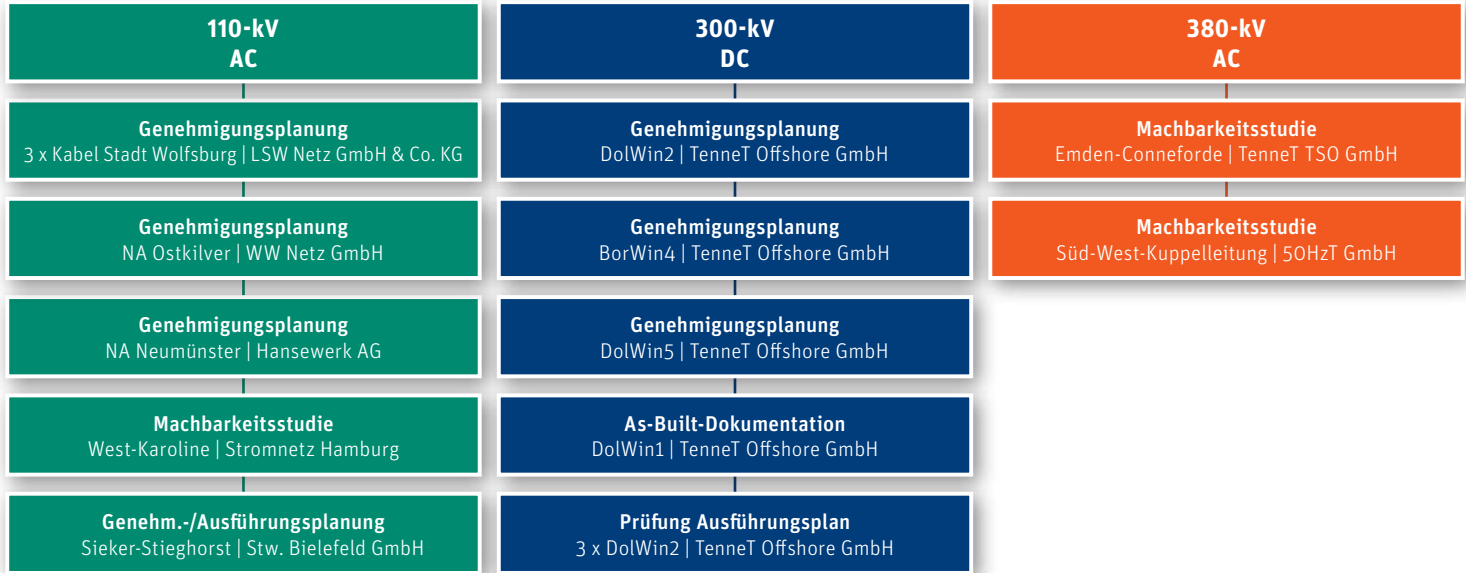 110-kV
AC
Genehmigungsplanung
3 x Kabel Stadt Wolfsburg | LSW Netz GmbH & Co. KG
Genehmigungsplanung
NA Ostkilver | WW Netz GmbH
Genehmigungsplanung
NA Neumünster | Hansewerk AG
Machbarkeitsstudie
West-Karoline | Stromnetz Hamburg
Genehm.-/Ausführungsplanung
Sieker-Stieghorst | Stw. Bielefeld GmbH
300-kV
DC
Genehmigungsplanung
DolWin2 | TenneT Offshore GmbH
Genehmigungsplanung
BorWin4 | TenneT Offshore GmbH
Genehmigungsplanung
DolWin5 | TenneT Offshore GmbH
As-Built-Dokumentation
DolWin1 | TenneT Offshore GmbH
Prüfung Ausführungsplan
3 x DolWin2 | TenneT Offshore GmbH
380-kV
AC
Machbarkeitsstudie
Emden-Conneforde | TenneT TSO GmbH
Machbarkeitsstudie
Süd-West-Kuppelleitung | 50HzT GmbH